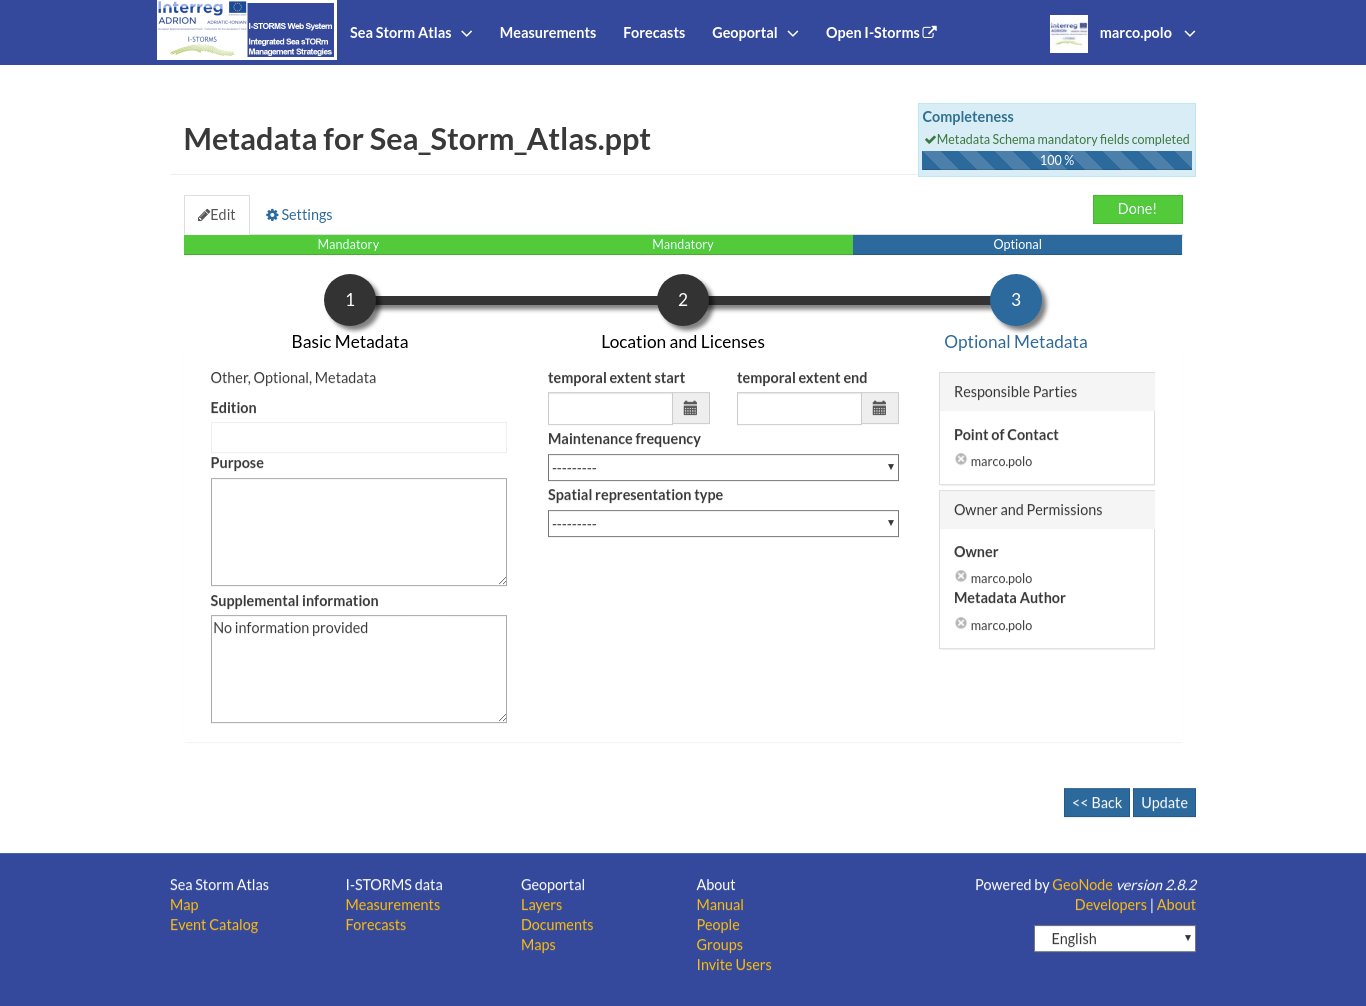 Interreg
ADRION ADRIATIC-IONIAN
I-STORMS
I-STORMS Web System
Integrated Sea sTORm
Management Strategies
Sea Storm Atlas
Measurements
Forecasts
Geoportal
Open I-Storms
marco.polo
Metadata for Sea_Storm_Atlas.ppt
Completeness
Metadata Schema mandatory fields completed
100 %
Edit
Settings
Done!
Mandatory
Mandatory
Optional
1
2
3
Basic Metadata
Location and Licenses
Optional Metadata
Other, Optional, Metadata
Edition
Purpose
Supplemental information
No information provided
temporal extent start
temporal extent end
Maintenance frequency
---------
Spatial representation type
---------
Responsible Parties
Point of Contact
marco.polo
Owner and Permissions
Owner
marco.polo
Metadata Author
marco.polo
<< Back
Update
Sea Storm Atlas
Map
Event Catalog
I-STORMS data
Measurements
Forecasts
Geoportal
Layers
Documents
Maps
About
Manual
People
Groups
Invite Users
Powered by GeoNode version 2.8.2
Developers | About
English